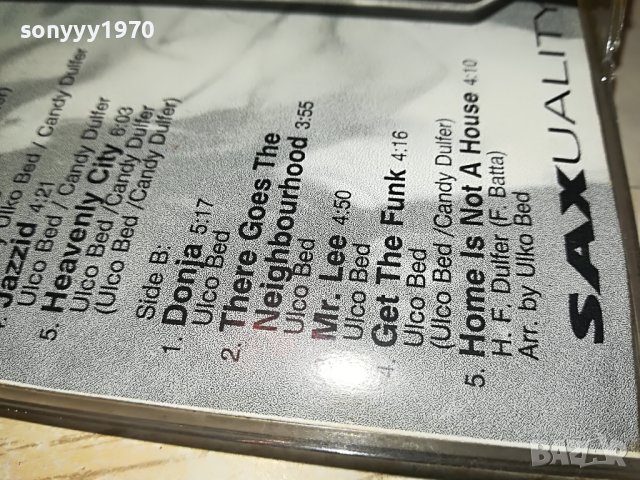 sonyyy1970
Ulko Bed / Candy Dulfer
Jazzid 4:21
Ulco Bed / Candy Dulfer
5. Heavenly City 6:03
Ulco Bed /Candy Dulfer
(Ulco Bed /Candy Dulfer)
Side B:
1. Donja 5:17
Ulco Bed
2. There Goes The
Neighbourhood 3:55
Ulco Bed
Mr. Lee 4:50
Ulco Bed
4. Get The Funk 4:16
Ulco Bed
(Ulco Bed /Candy Dulfer)
5. Home Is Not A House 4:10
H. F. Dulfer (F. Batta)
Arr. by Ulko Bed
SAXUALITY
BAZAR